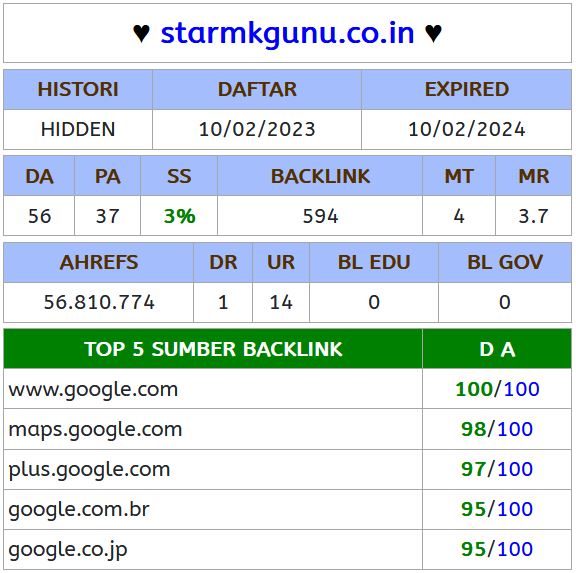 ♥ starmkgunu.co.in ♥
HISTORI DAFTAR EXPIRED
HIDDEN 10/02/2023 10/02/2024
DA PA SS BACKLINK MT MR
56 37 3% 594 4 3.7
AHREFS DR UR BL EDU BL GOV
56.810.774 1 14 0 0
TOP 5 SUMBER BACKLINK D A
www.google.com 100/100
maps.google.com 98/100
plus.google.com 97/100
google.com.br 95/100
google.co.jp 95/100